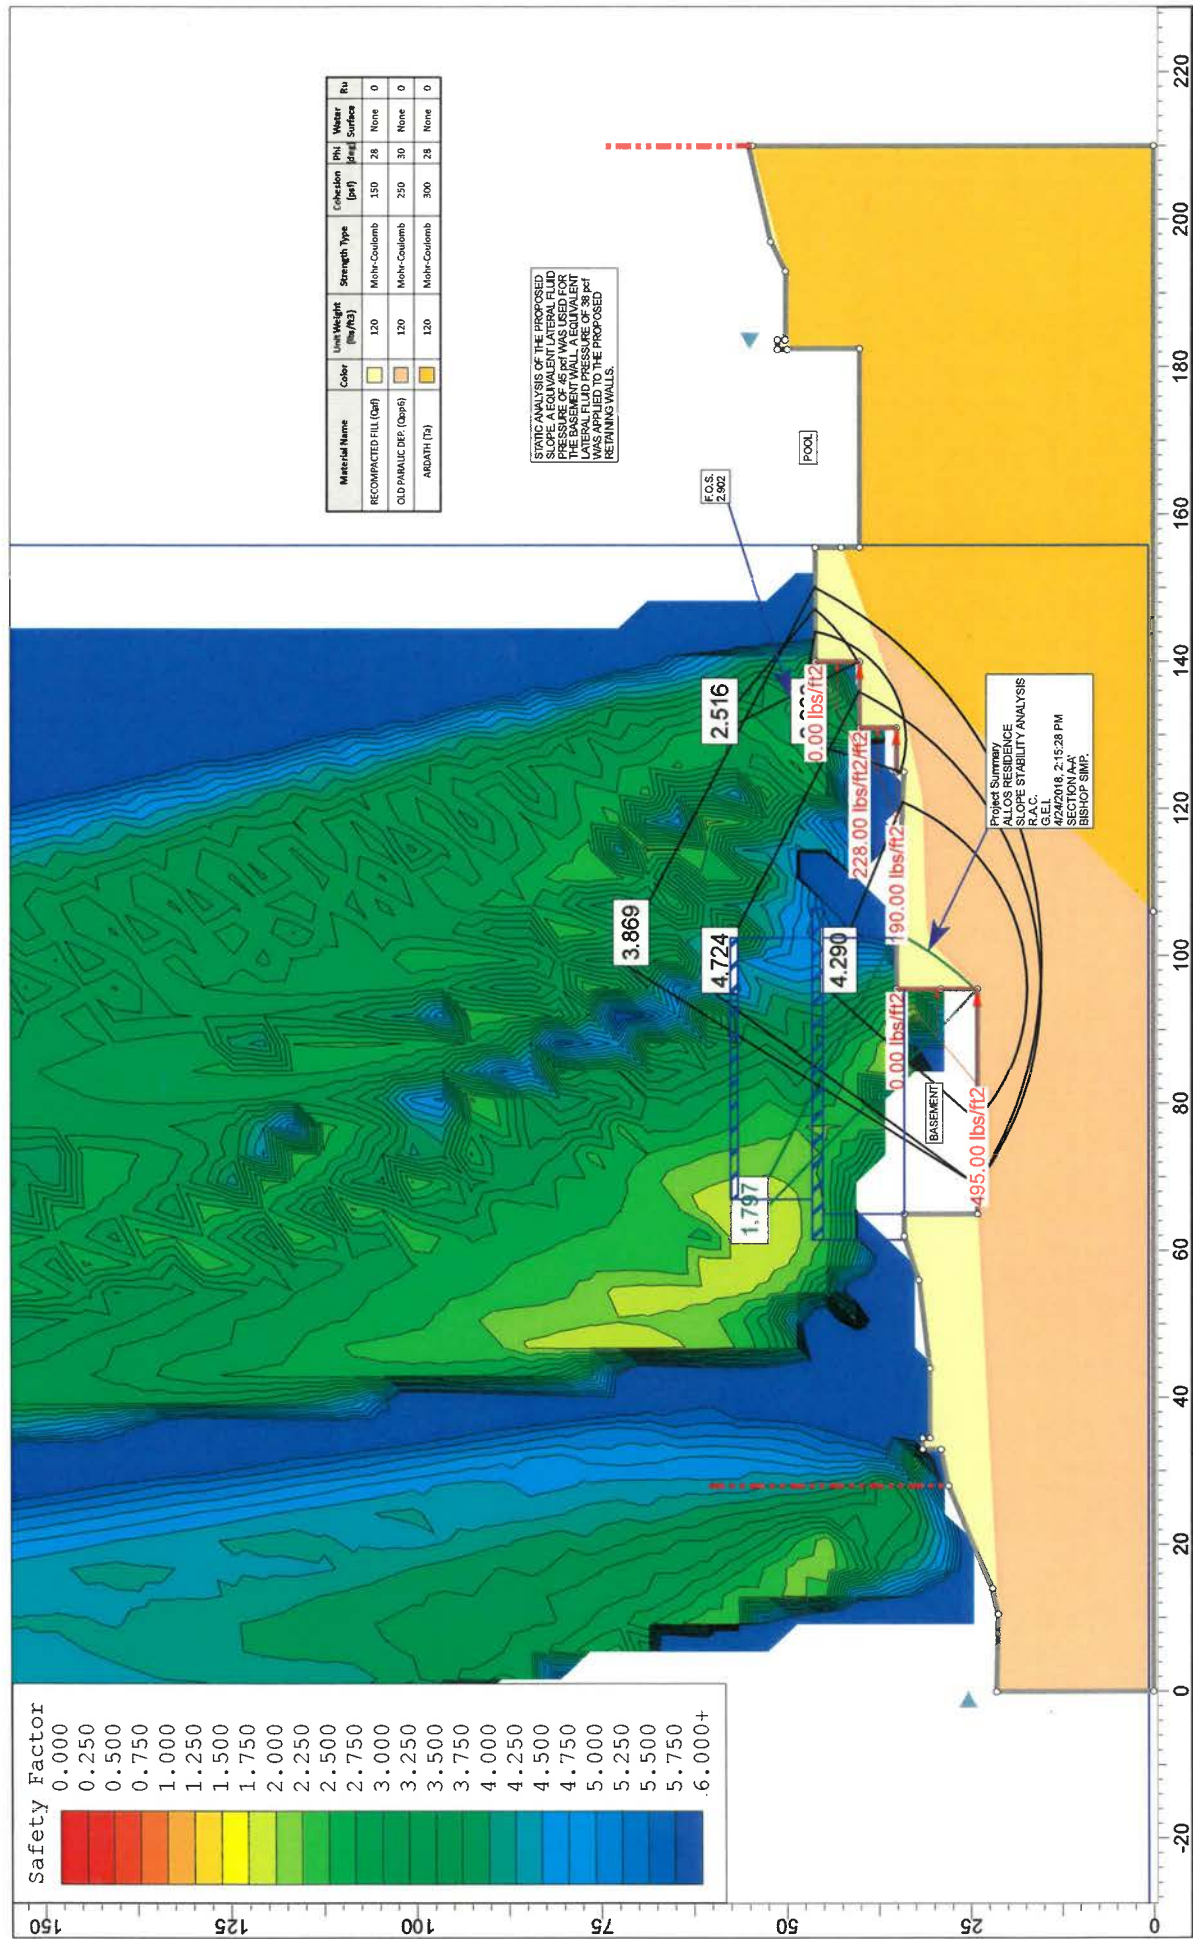 Safety Factor
0.000
0.250
0.500
0.750
1.000
1.250
1.500
1.750
2.000
2.250
2.500
2.750
3.000
3.250
3.500
3.750
4.000
4.250
4.500
4.750
5.000
5.250
5.500
5.750
6.000+
Material Name Color Unit Weight (lbs/ft3) Strength Type Cohesion (psf) Phi (deg) Water Surface Ru
RECOMPACTED FILL (Qaf) 120 Mohr-Coulomb 150 28 None 0
OLD PARALIC DEP. (Qop6) 120 Mohr-Coulomb 250 30 None 0
ARDATH (Ta) 120 Mohr-Coulomb 300 28 None 0
STATIC ANALYSIS OF THE PROPOSED
SLOPE. A EQUIVALENT LATERAL FLUID
PRESSURE OF 45 pcf WAS USED FOR
THE BASEMENT WALL. A EQUIVALENT
LATERAL FLUID PRESSURE OF 38 pcf
WAS APPLIED TO THE PROPOSED
RETAINING WALLS.
F.O.S.
2.902
POOL
2.516
3.869
4.724
4.290
1.797
0.00 lbs/ft2
228.00 lbs/ft2/ft2
190.00 lbs/ft2
0.00 lbs/ft2
495.00 lbs/ft2
BASEMENT
Project Summary
ALLOS RESIDENCE
SLOPE STABILITY ANALYSIS
R.A.C.
G.E.I.
4/24/2018, 2:15:28 PM
SECTION A-A'
BISHOP SIMP.
150
125
100
75
50
25
0
-20
0
20
40
60
80
100
120
140
160
180
200
220